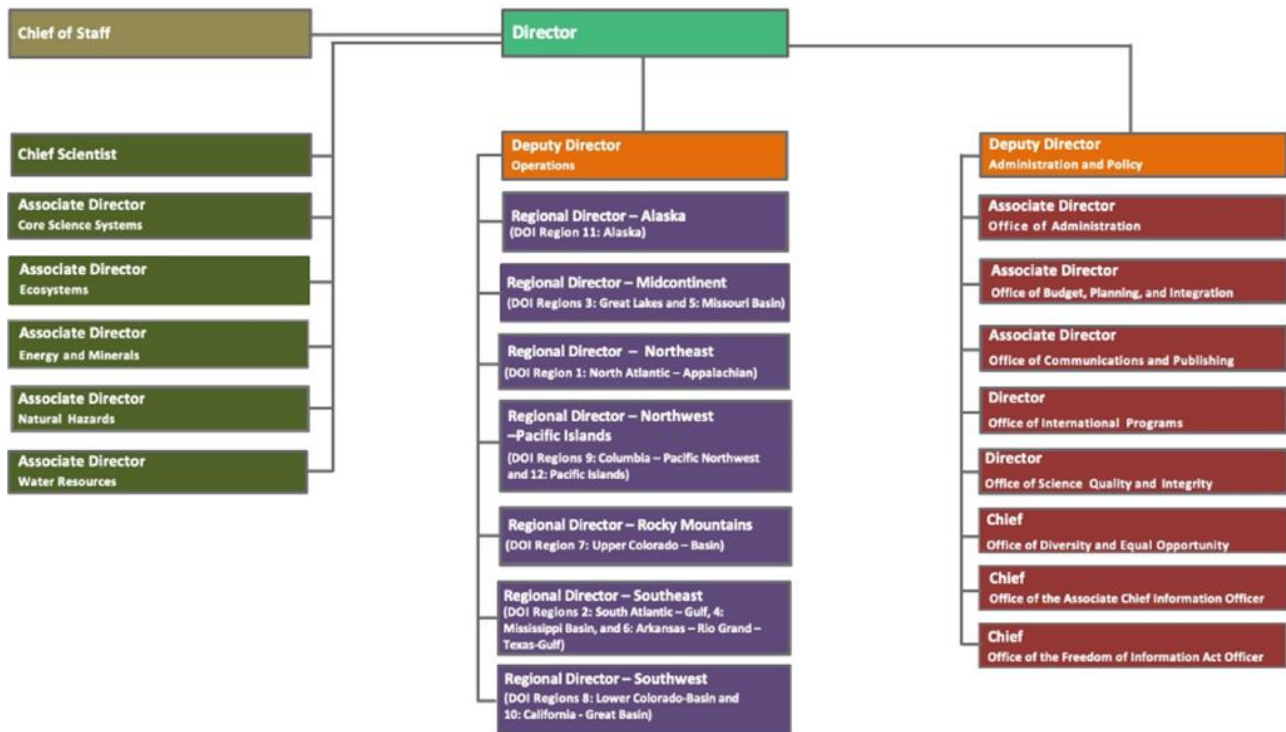 Chief of Staff
Director
Chief Scientist
Associate Director
Core Science Systems
Associate Director
Ecosystems
Associate Director
Energy and Minerals
Associate Director
Natural Hazards
Associate Director
Water Resources
Deputy Director
Operations
Regional Director – Alaska
(DOI Region 11: Alaska)
Regional Director – Midcontinent
(DOI Regions 3: Great Lakes and 5: Missouri Basin)
Regional Director – Northeast
(DOI Region 1: North Atlantic – Appalachian)
Regional Director – Northwest
–Pacific Islands
(DOI Regions 9: Columbia – Pacific Northwest
and 12: Pacific Islands)
Regional Director – Rocky Mountains
(DOI Region 7: Upper Colorado – Basin)
Regional Director – Southeast
(DOI Regions 2: South Atlantic – Gulf, 4:
Mississippi Basin, and 6: Arkansas – Rio Grand –
Texas-Gulf)
Regional Director – Southwest
(DOI Regions 8: Lower Colorado-Basin and
10: California - Great Basin)
Deputy Director
Administration and Policy
Associate Director
Office of Administration
Associate Director
Office of Budget, Planning, and Integration
Associate Director
Office of Communications and Publishing
Director
Office of International Programs
Director
Office of Science Quality and Integrity
Chief
Office of Diversity and Equal Opportunity
Chief
Office of the Associate Chief Information Officer
Chief
Office of the Freedom of Information Act Officer